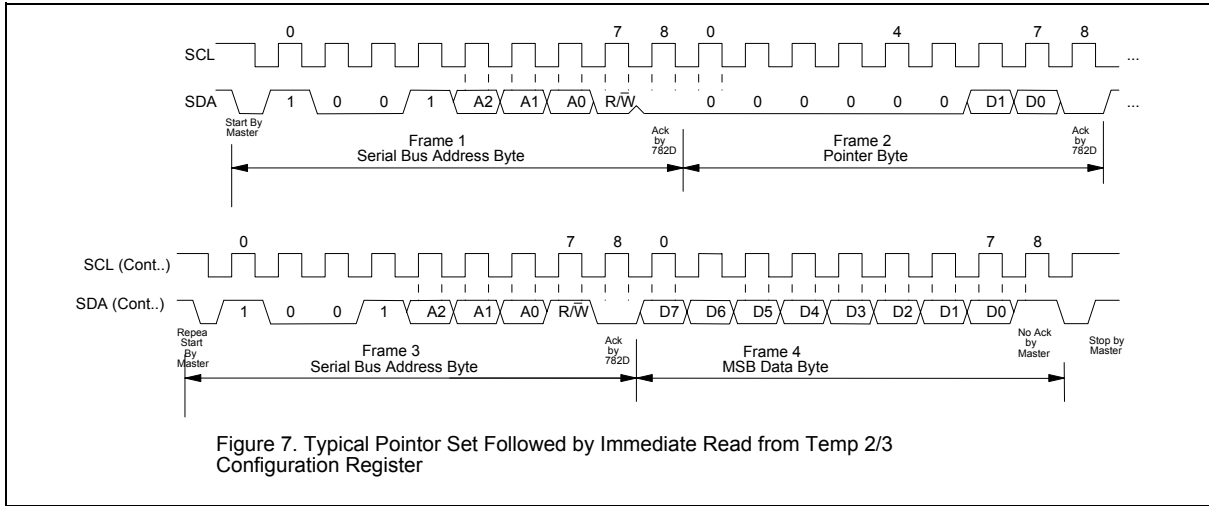 0 7 8 0 4 7 8
SCL ...
SDA 1 0 0 1 A2 A1 A0 R/W̅ 0 0 0 0 0 0 D1 D0 ...
Start By
Master
Ack
by
782D
Ack
by
782D
Frame 1
Serial Bus Address Byte
Frame 2
Pointer Byte
0 7 8 0 7 8
SCL (Cont..)
SDA (Cont..) 1 0 0 1 A2 A1 A0 R/W̅ D7 D6 D5 D4 D3 D2 D1 D0
Repea
Start
By
Master
Ack
by
782D
No Ack
by
Master
Stop by
Master
Frame 3
Serial Bus Address Byte
Frame 4
MSB Data Byte
Figure 7. Typical Pointor Set Followed by Immediate Read from Temp 2/3
Configuration Register